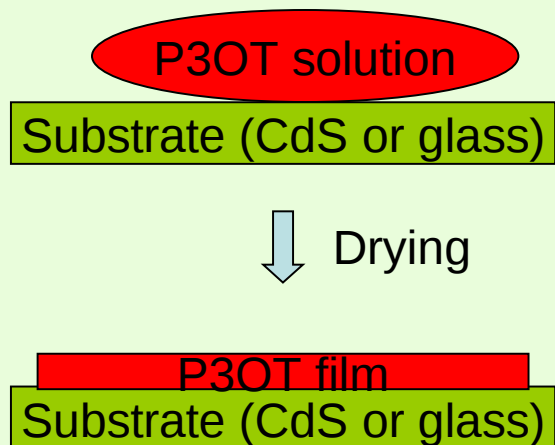 P3OT solution
Substrate (CdS or glass)
Drying
P3OT film
Substrate (CdS or glass)